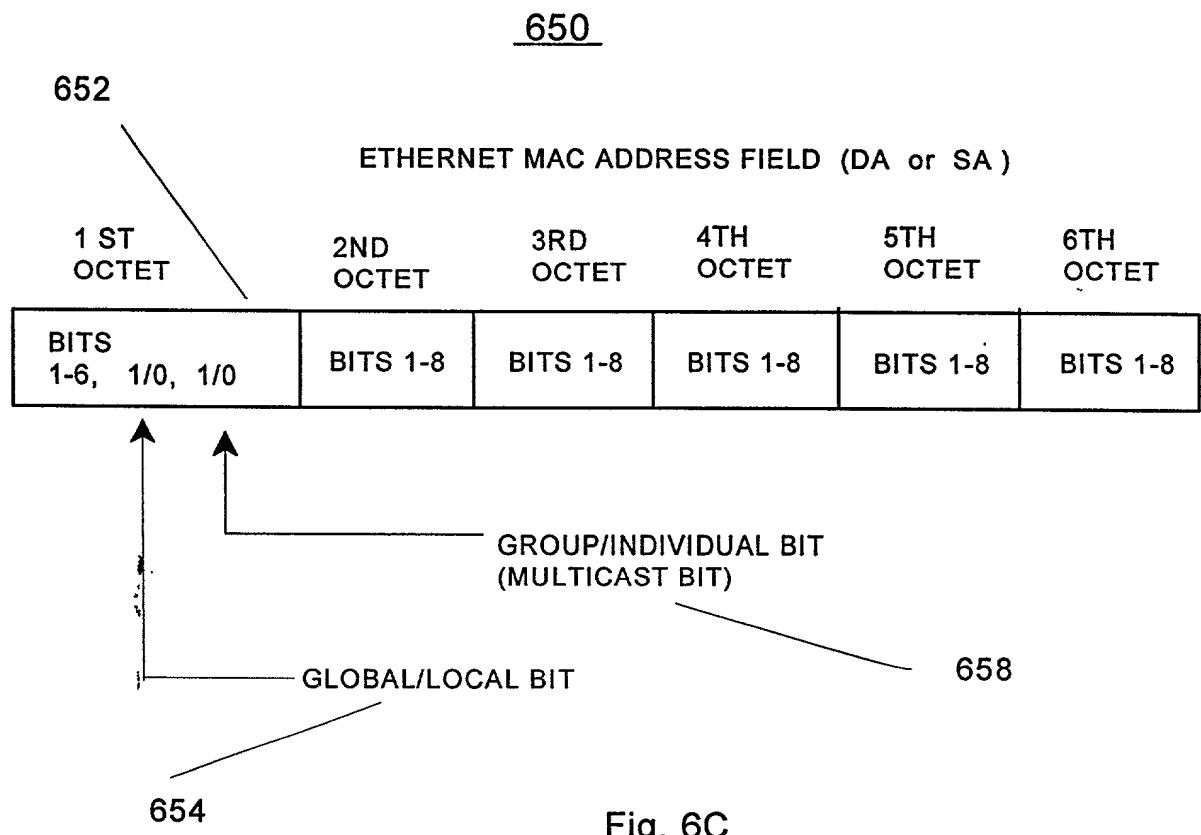 650
652
ETHERNET MAC ADDRESS FIELD (DA or SA )
1 ST
OCTET
2ND
OCTET
3RD
OCTET
4TH
OCTET
5TH
OCTET
6TH
OCTET
BITS
1-6, 1/0, 1/0
BITS 1-8
BITS 1-8
BITS 1-8
BITS 1-8
BITS 1-8
GROUP/INDIVIDUAL BIT
(MULTICAST BIT)
658
GLOBAL/LOCAL BIT
654
Fig. 6C